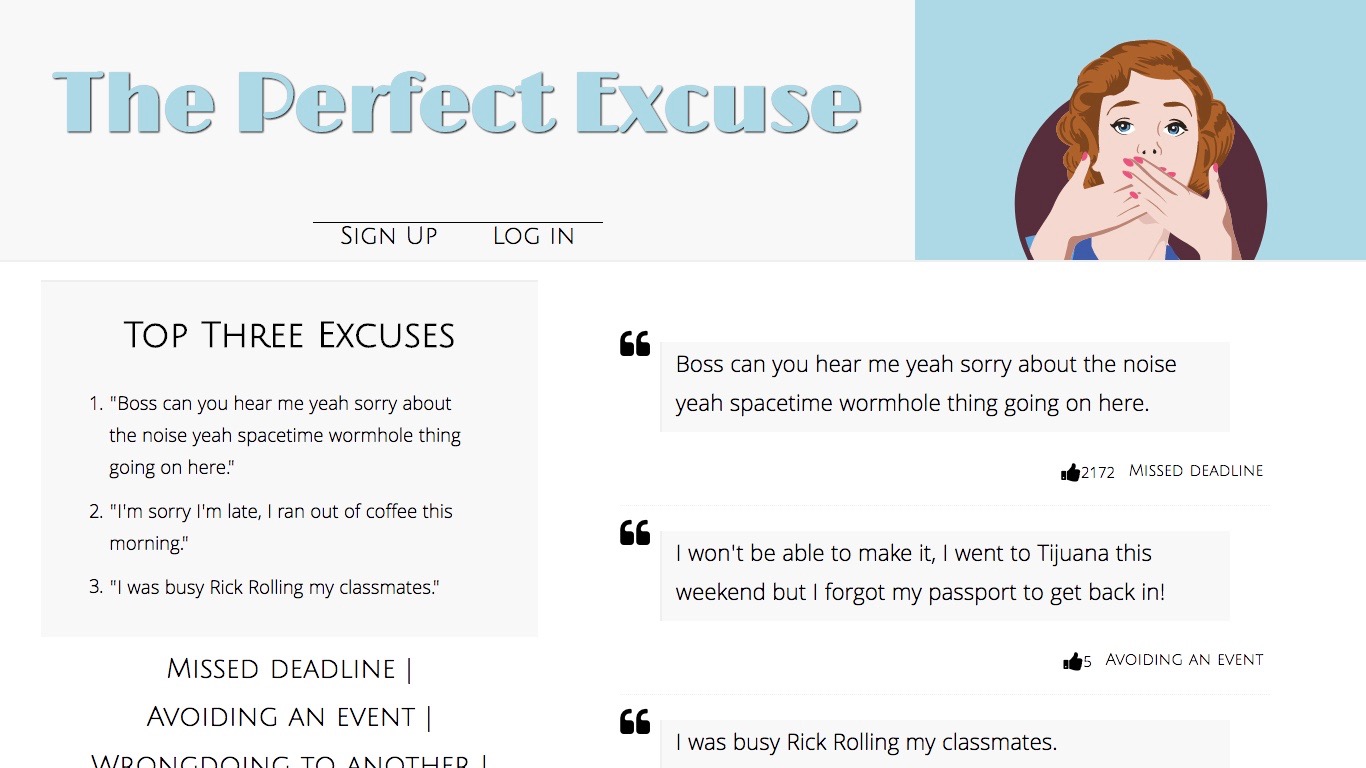 The Perfect Excuse
Sign Up Log in
Top Three Excuses
1. "Boss can you hear me yeah sorry about
the noise yeah spacetime wormhole thing
going on here."
2. "I'm sorry I'm late, I ran out of coffee this
morning."
3. "I was busy Rick Rolling my classmates."
Missed deadline |
Avoiding an event |
Wrongdoing to another |
❝ Boss can you hear me yeah sorry about the noise
yeah spacetime wormhole thing going on here.
2172 Missed deadline
❝ I won't be able to make it, I went to Tijuana this
weekend but I forgot my passport to get back in!
5 Avoiding an event
❝ I was busy Rick Rolling my classmates.